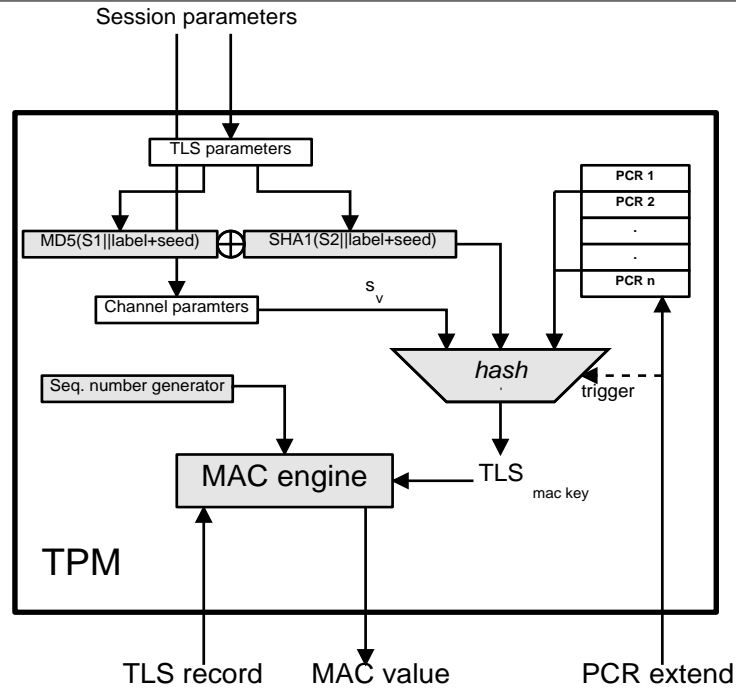 Session parameters
TLS parameters
PCR 1
PCR 2
.
.
PCR n
MD5(S1||label+seed)
SHA1(S2||label+seed)
Channel paramters
s
v
hash
.
trigger
Seq. number generator
MAC engine
TLS
mac key
TPM
TLS record
MAC value
PCR extend